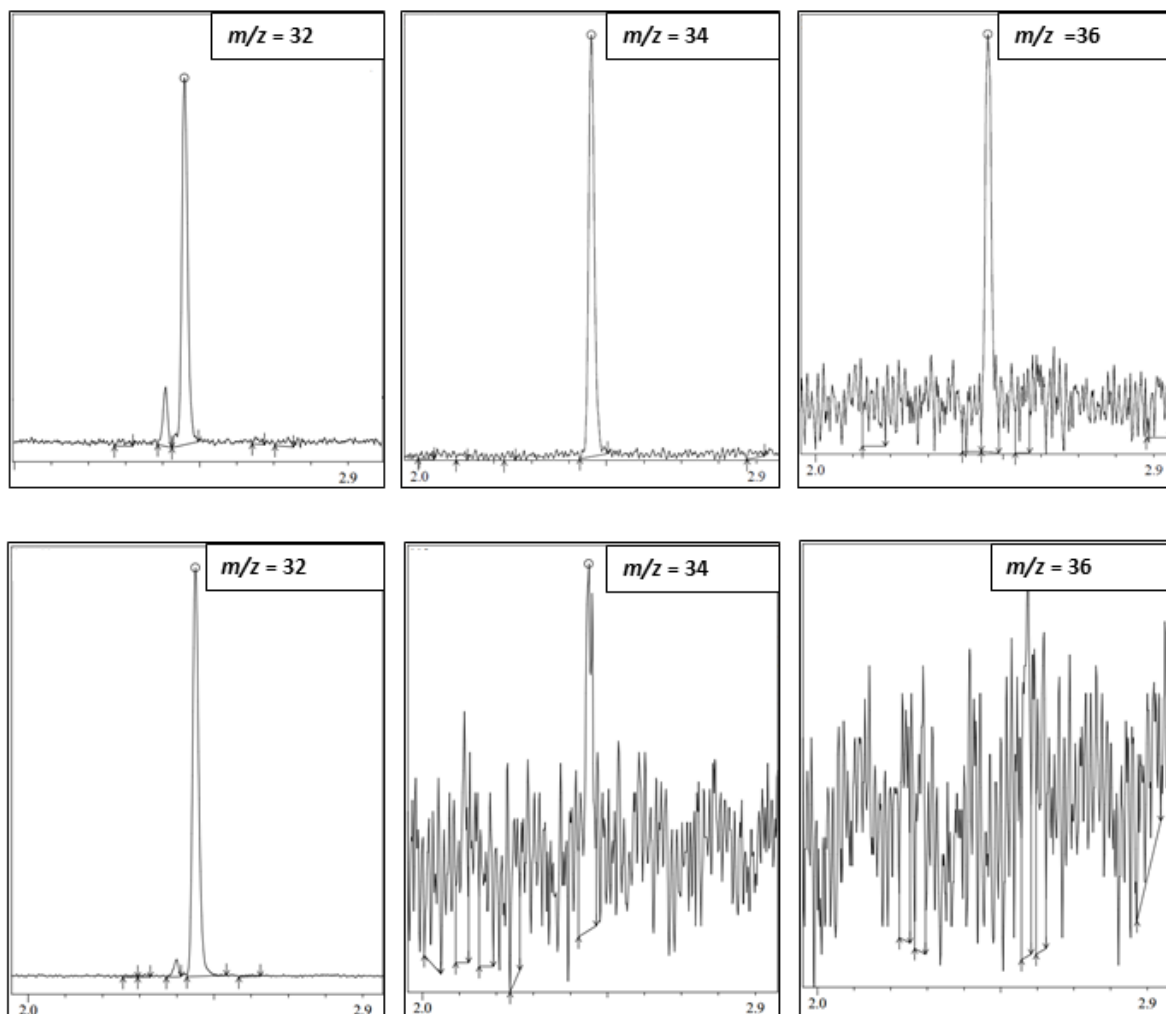 m/z = 32
m/z = 34
m/z =36
2.9
2.0
2.9
2.0
2.9
m/z = 32
m/z = 34
m/z = 36
2.0
2.9
2.0
2.9
2.0
2.9